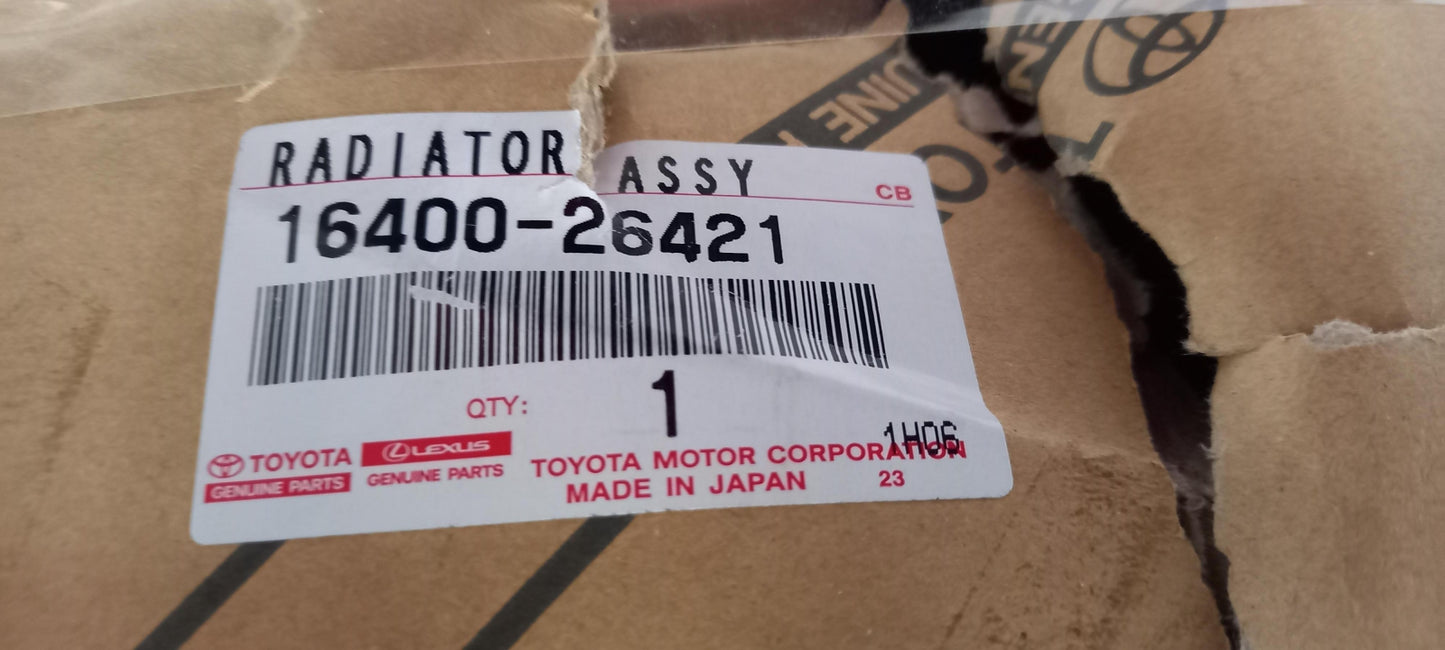 RADIATOR ASSY
CB
16400-26421
QTY: 1
1H06
TOYOTA
GENUINE PARTS
LEXUS
GENUINE PARTS
TOYOTA MOTOR CORPORATION
MADE IN JAPAN 23